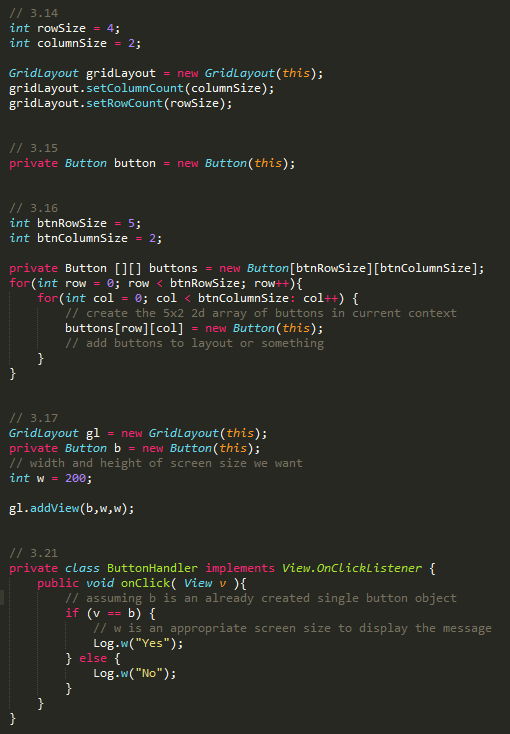 // 3.14
int rowSize = 4;
int columnSize = 2;
GridLayout gridLayout = new GridLayout(this);
gridLayout.setColumnCount(columnSize);
gridLayout.setRowCount(rowSize);
// 3.15
private Button button = new Button(this);
// 3.16
int btnRowSize = 5;
int btnColumnSize = 2;
private Button [][] buttons = new Button[btnRowSize][btnColumnSize];
for(int row = 0; row < btnRowSize; row++){
    for(int col = 0; col < btnColumnSize: col++) {
        // create the 5x2 2d array of buttons in current context
        buttons[row][col] = new Button(this);
        // add buttons to layout or something
    }
}
// 3.17
GridLayout gl = new GridLayout(this);
private Button b = new Button(this);
// width and height of screen size we want
int w = 200;
gl.addView(b,w,w);
// 3.21
private class ButtonHandler implements View.OnClickListener {
    public void onClick( View v ){
        // assuming b is an already created single button object
        if (v == b) {
            // w is an appropriate screen size to display the message
            Log.w("Yes");
        } else {
            Log.w("No");
        }
    }
}